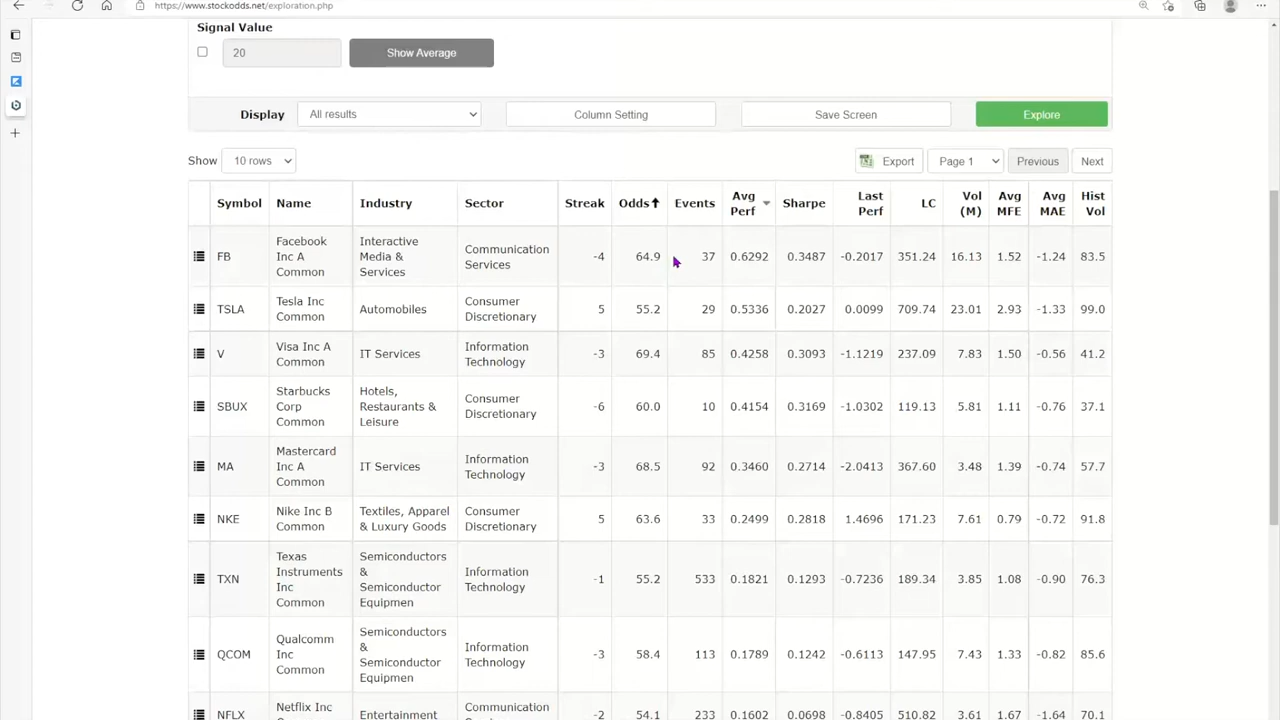 https://www.stockodds.net/exploration.php
Signal Value
20
Show Average
Display
All results
Column Setting
Save Screen
Explore
Show
10 rows
Export
Page 1
Previous
Next
Symbol Name Industry Sector Streak Odds Events Avg Perf Sharpe Last Perf LC Vol (M) Avg MFE Avg MAE Hist Vol
FB Facebook Inc A Common Interactive Media & Services Communication Services -4 64.9 37 0.6292 0.3487 -0.2017 351.24 16.13 1.52 -1.24 83.5
TSLA Tesla Inc Common Automobiles Consumer Discretionary 5 55.2 29 0.5336 0.2027 0.0099 709.74 23.01 2.93 -1.33 99.0
V Visa Inc A Common IT Services Information Technology -3 69.4 85 0.4258 0.3093 -1.1219 237.09 7.83 1.50 -0.56 41.2
SBUX Starbucks Corp Common Hotels, Restaurants & Leisure Consumer Discretionary -6 60.0 10 0.4154 0.3169 -1.0302 119.13 5.81 1.11 -0.76 37.1
MA Mastercard Inc A Common IT Services Information Technology -3 68.5 92 0.3460 0.2714 -2.0413 367.60 3.48 1.39 -0.74 57.7
NKE Nike Inc B Common Textiles, Apparel & Luxury Goods Consumer Discretionary 5 63.6 33 0.2499 0.2818 1.4696 171.23 7.61 0.79 -0.72 91.8
TXN Texas Instruments Inc Common Semiconductors & Semiconductor Equipmen Information Technology -1 55.2 533 0.1821 0.1293 -0.7236 189.34 3.85 1.08 -0.90 76.3
QCOM Qualcomm Inc Common Semiconductors & Semiconductor Equipmen Information Technology -3 58.4 113 0.1789 0.1242 -0.6113 147.95 7.43 1.33 -0.82 85.6
NFLX Netflix Inc Entertainment Communication -2 54.1 233 0.1602 0.0698 -0.8405 510.82 3.61 1.67 -1.64 70.1